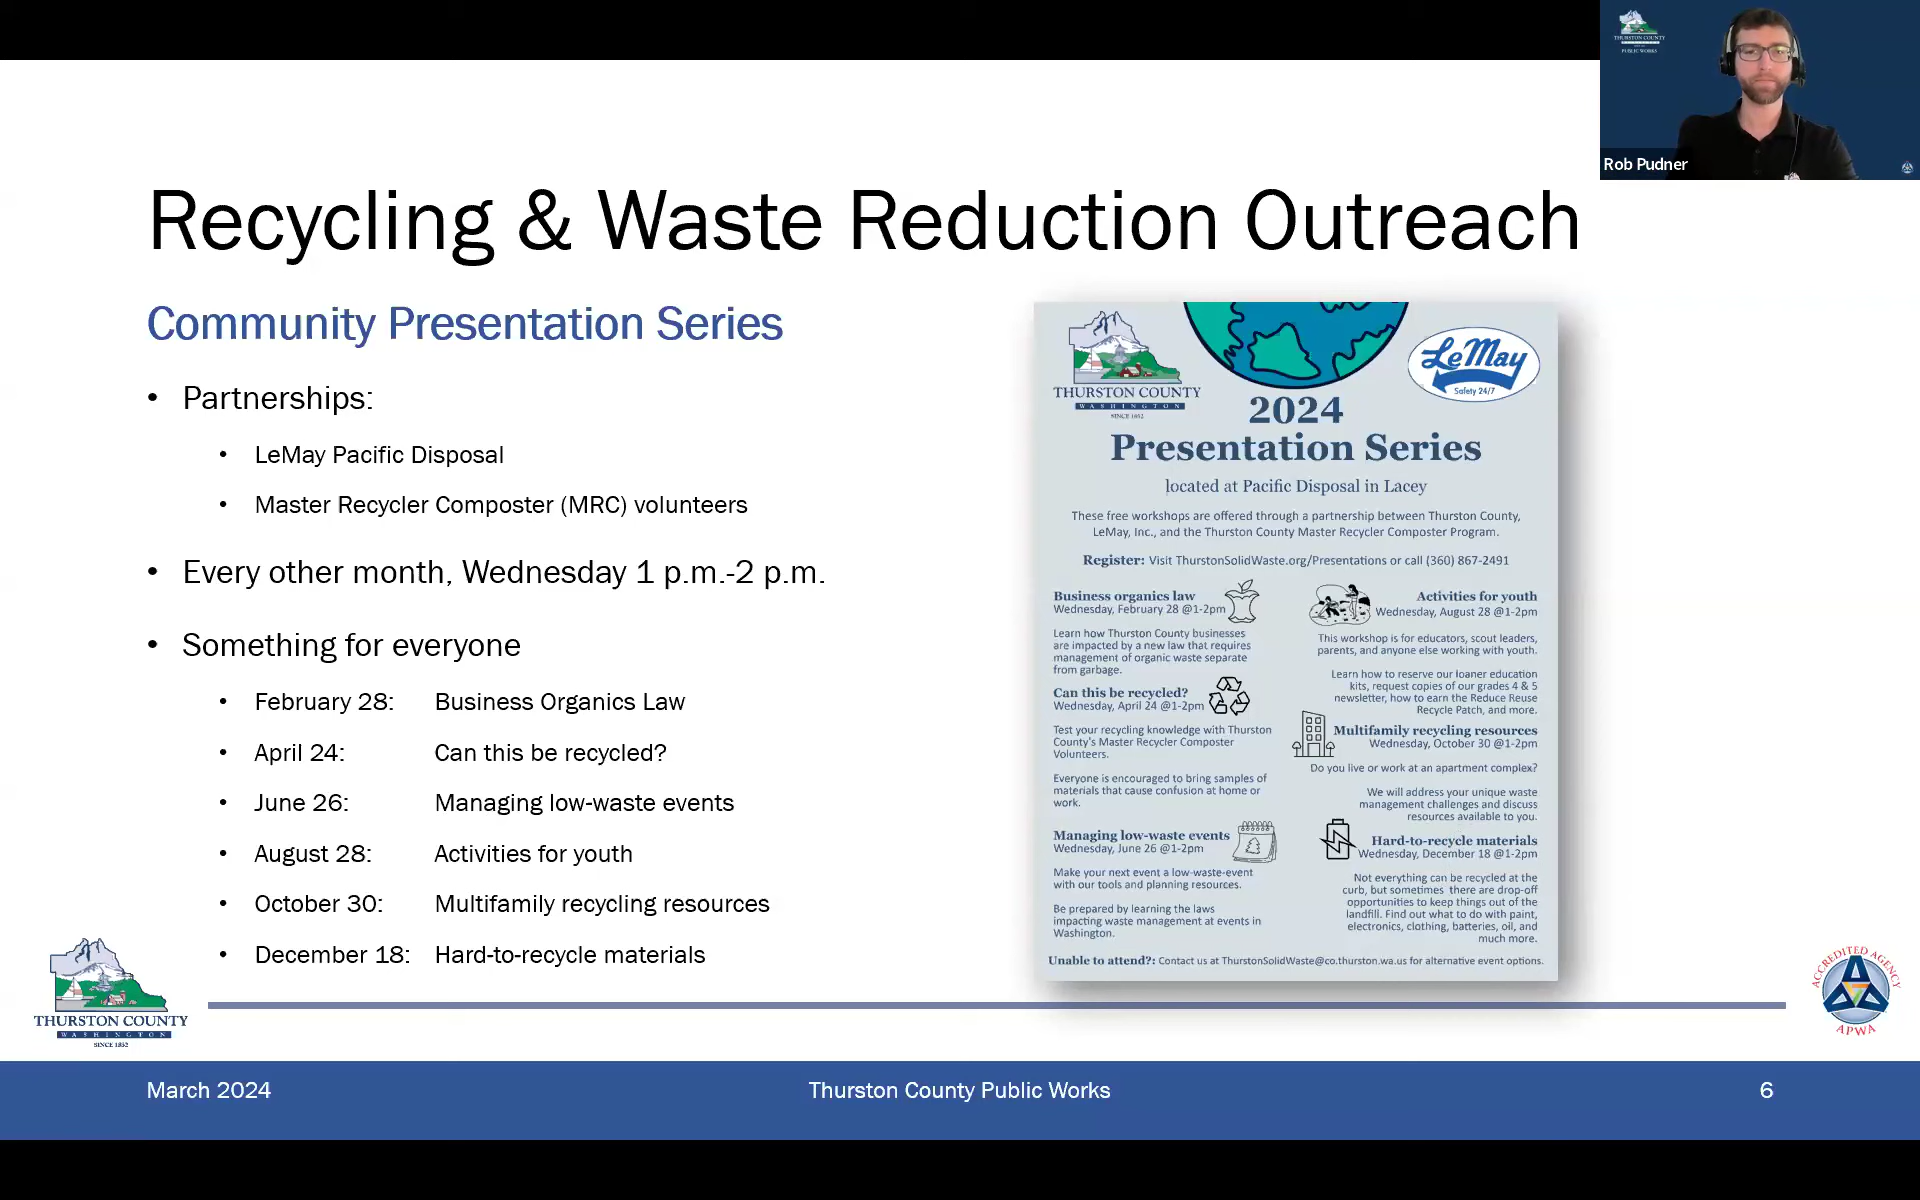 THURSTON COUNTY
PUBLIC WORKS
Rob Pudner
Recycling & Waste Reduction Outreach
Community Presentation Series
• Partnerships:
• LeMay Pacific Disposal
• Master Recycler Composter (MRC) volunteers
• Every other month, Wednesday 1 p.m.-2 p.m.
• Something for everyone
• February 28: Business Organics Law
• April 24: Can this be recycled?
• June 26: Managing low-waste events
• August 28: Activities for youth
• October 30: Multifamily recycling resources
• December 18: Hard-to-recycle materials
THURSTON COUNTY
WASHINGTON
SINCE 1852
LeMay
Safety 24/7
2024
Presentation Series
located at Pacific Disposal in Lacey
These free workshops are offered through a partnership between Thurston County,
LeMay, Inc., and the Thurston County Master Recycler Composter Program.
Register: Visit ThurstonSolidWaste.org/Presentations or call (360) 867-2491
Business organics law
Wednesday, February 28 @1-2pm
Learn how Thurston County businesses
are impacted by a new law that requires
management of organic waste separate
from garbage.
Can this be recycled?
Wednesday, April 24 @1-2pm
Test your recycling knowledge with Thurston
County's Master Recycler Composter
Volunteers.
Everyone is encouraged to bring samples of
materials that cause confusion at home or
work.
Managing low-waste events
Wednesday, June 26 @1-2pm
Make your next event a low-waste-event
with our tools and planning resources.
Be prepared by learning the laws
impacting waste management at events in
Washington.
Activities for youth
Wednesday, August 28 @1-2pm
This workshop is for educators, scout leaders,
parents, and anyone else working with youth.
Learn how to reserve our loaner education
kits, request copies of our grades 4 & 5
newsletter, how to earn the Reduce Reuse
Recycle Patch, and more.
Multifamily recycling resources
Wednesday, October 30 @1-2pm
Do you live or work at an apartment complex?
We will address your unique waste
management challenges and discuss
resources available to you.
Hard-to-recycle materials
Wednesday, December 18 @1-2pm
Not everything can be recycled at the
curb, but sometimes there are drop-off
opportunities to keep things out of the
landfill. Find out what to do with paint,
electronics, clothing, batteries, oil, and
much more.
Unable to attend?: Contact us at ThurstonSolidWaste@co.thurston.wa.us for alternative event options.
THURSTON COUNTY
WASHINGTON
SINCE 1852
ACCREDITED AGENCY
APWA
March 2024
Thurston County Public Works
6